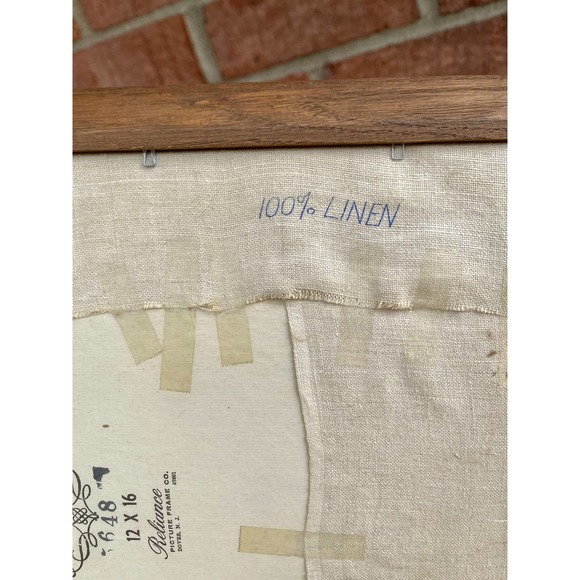 100% LINEN
648
12 X 16
Reliance
PICTURE FRAME CO.
DOVER, N. J.